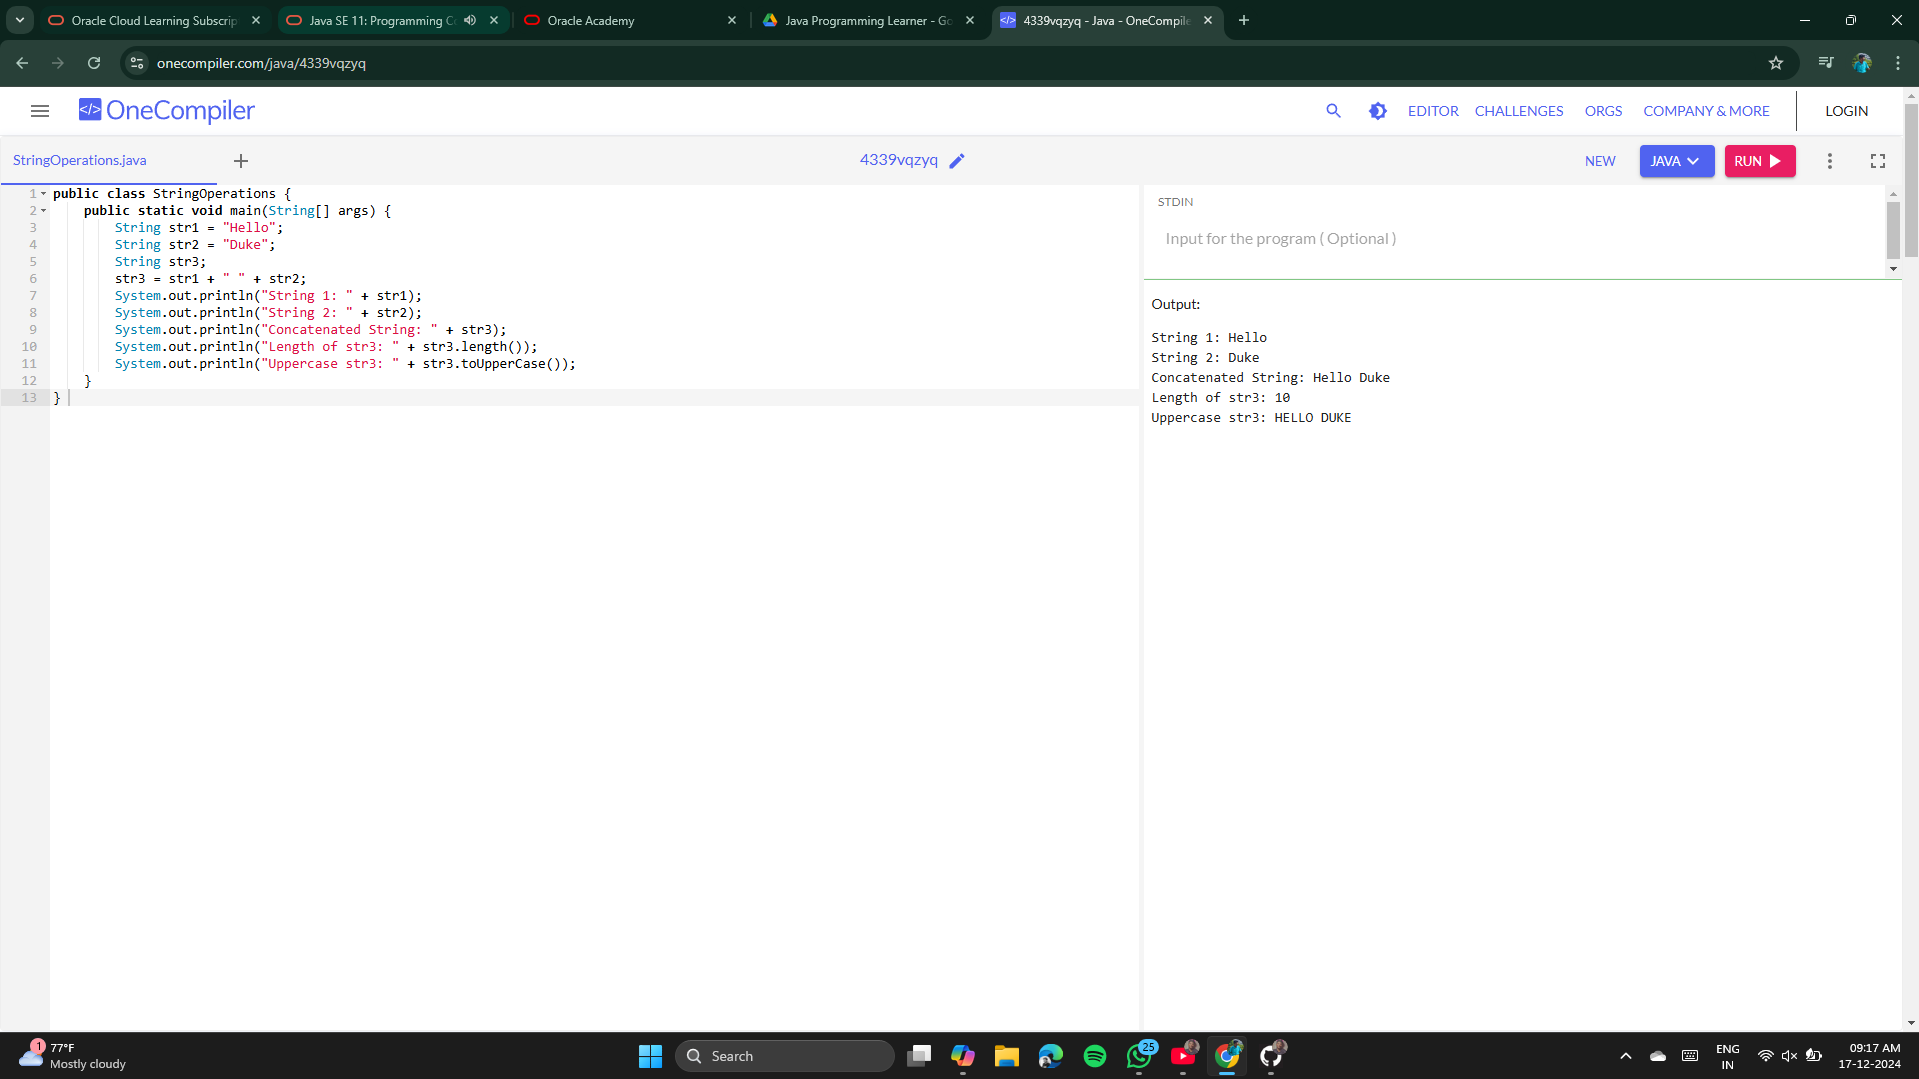 Oracle Cloud Learning Subscrip
Java SE 11: Programming Co
Oracle Academy
Java Programming Learner - Go
4339vqzyq - Java - OneCompile
onecompiler.com/java/4339vqzyq
</> OneCompiler
EDITOR
CHALLENGES
ORGS
COMPANY & MORE
LOGIN
StringOperations.java
4339vqzyq
NEW
JAVA
RUN
1 public class StringOperations {
2     public static void main(String[] args) {
3         String str1 = "Hello";
4         String str2 = "Duke";
5         String str3;
6         str3 = str1 + " " + str2;
7         System.out.println("String 1: " + str1);
8         System.out.println("String 2: " + str2);
9         System.out.println("Concatenated String: " + str3);
10         System.out.println("Length of str3: " + str3.length());
11         System.out.println("Uppercase str3: " + str3.toUpperCase());
12     }
13 }
STDIN
Input for the program ( Optional )
Output:
String 1: Hello
String 2: Duke
Concatenated String: Hello Duke
Length of str3: 10
Uppercase str3: HELLO DUKE
1
77°F
Mostly cloudy
Search
25
ENG
IN
09:17 AM
17-12-2024